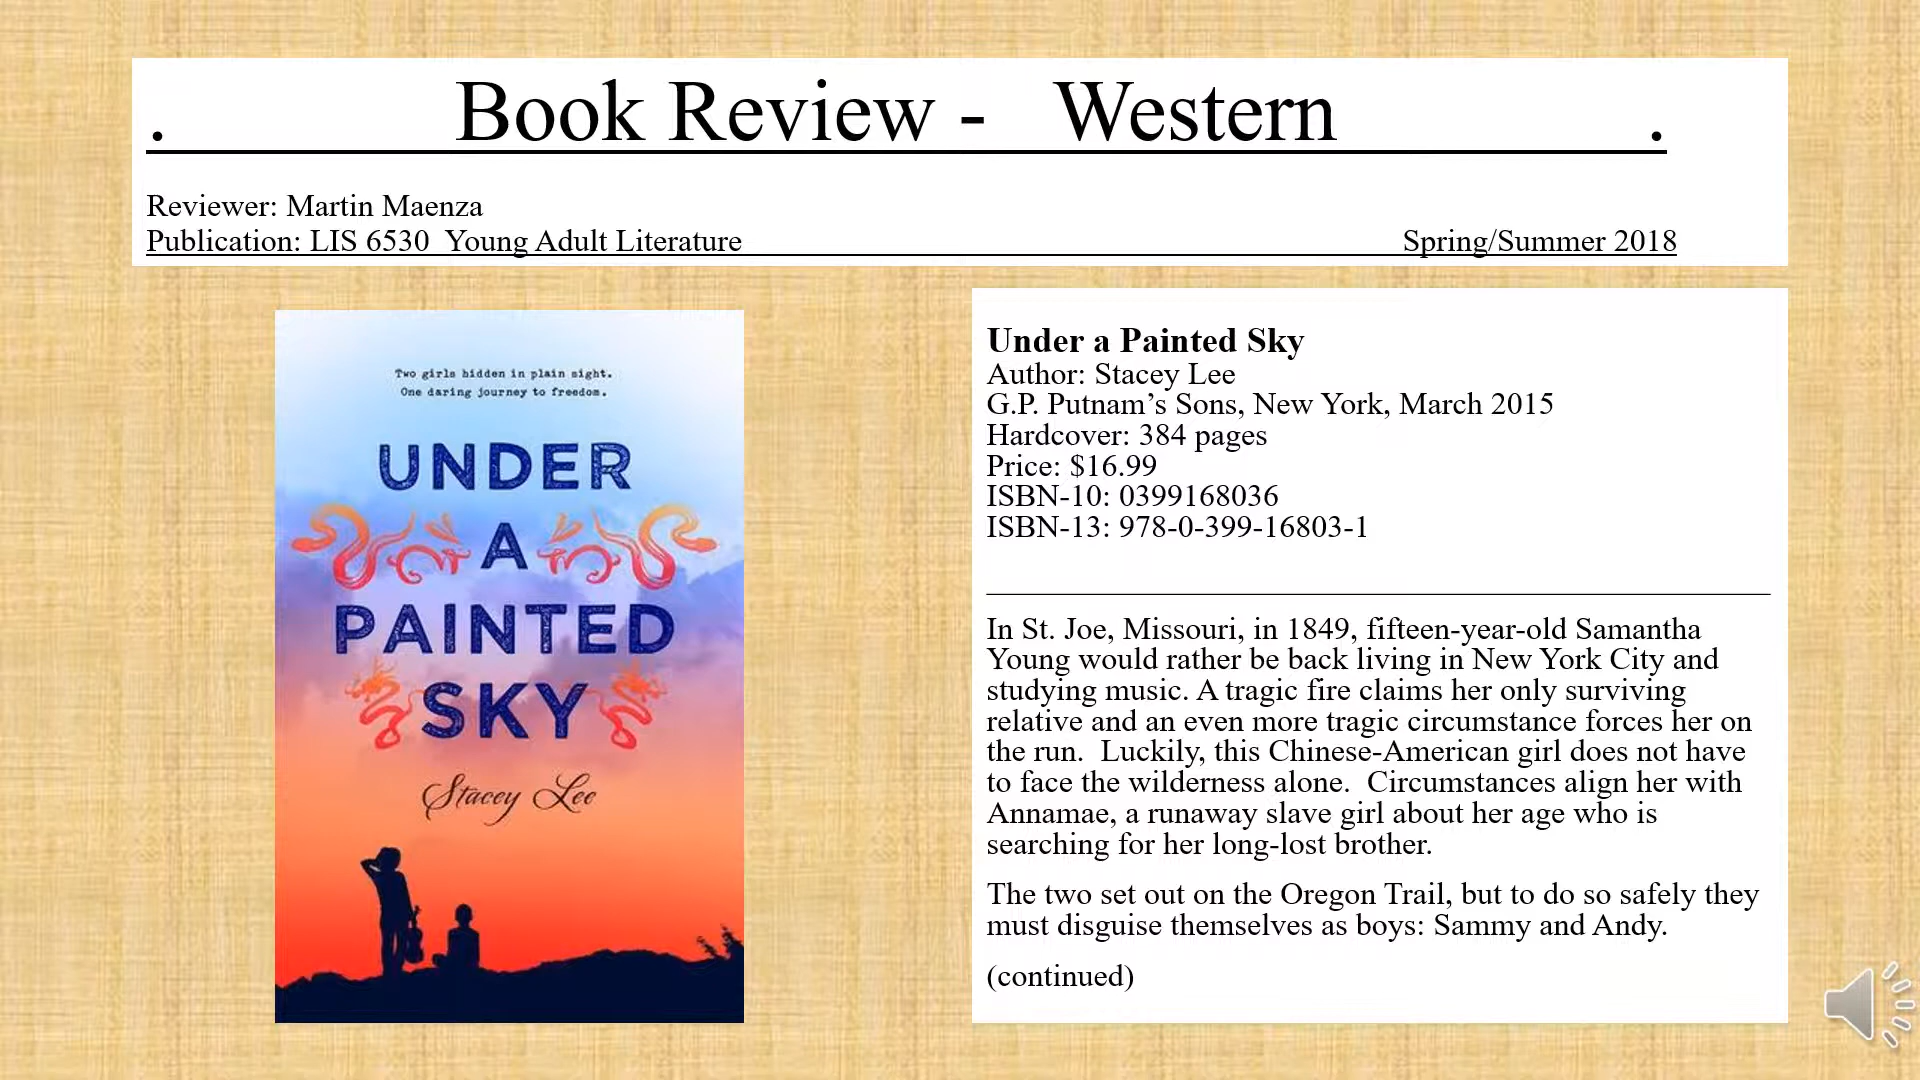 . Book Review - Western .
Reviewer: Martin Maenza
Publication: LIS 6530 Young Adult Literature Spring/Summer 2018
Two girls hidden in plain sight.
One daring journey to freedom.
UNDER
A
PAINTED
SKY
Stacey Lee
Under a Painted Sky
Author: Stacey Lee
G.P. Putnam’s Sons, New York, March 2015
Hardcover: 384 pages
Price: $16.99
ISBN-10: 0399168036
ISBN-13: 978-0-399-16803-1
In St. Joe, Missouri, in 1849, fifteen-year-old Samantha
Young would rather be back living in New York City and
studying music. A tragic fire claims her only surviving
relative and an even more tragic circumstance forces her on
the run. Luckily, this Chinese-American girl does not have
to face the wilderness alone. Circumstances align her with
Annamae, a runaway slave girl about her age who is
searching for her long-lost brother.
The two set out on the Oregon Trail, but to do so safely they
must disguise themselves as boys: Sammy and Andy.
(continued)